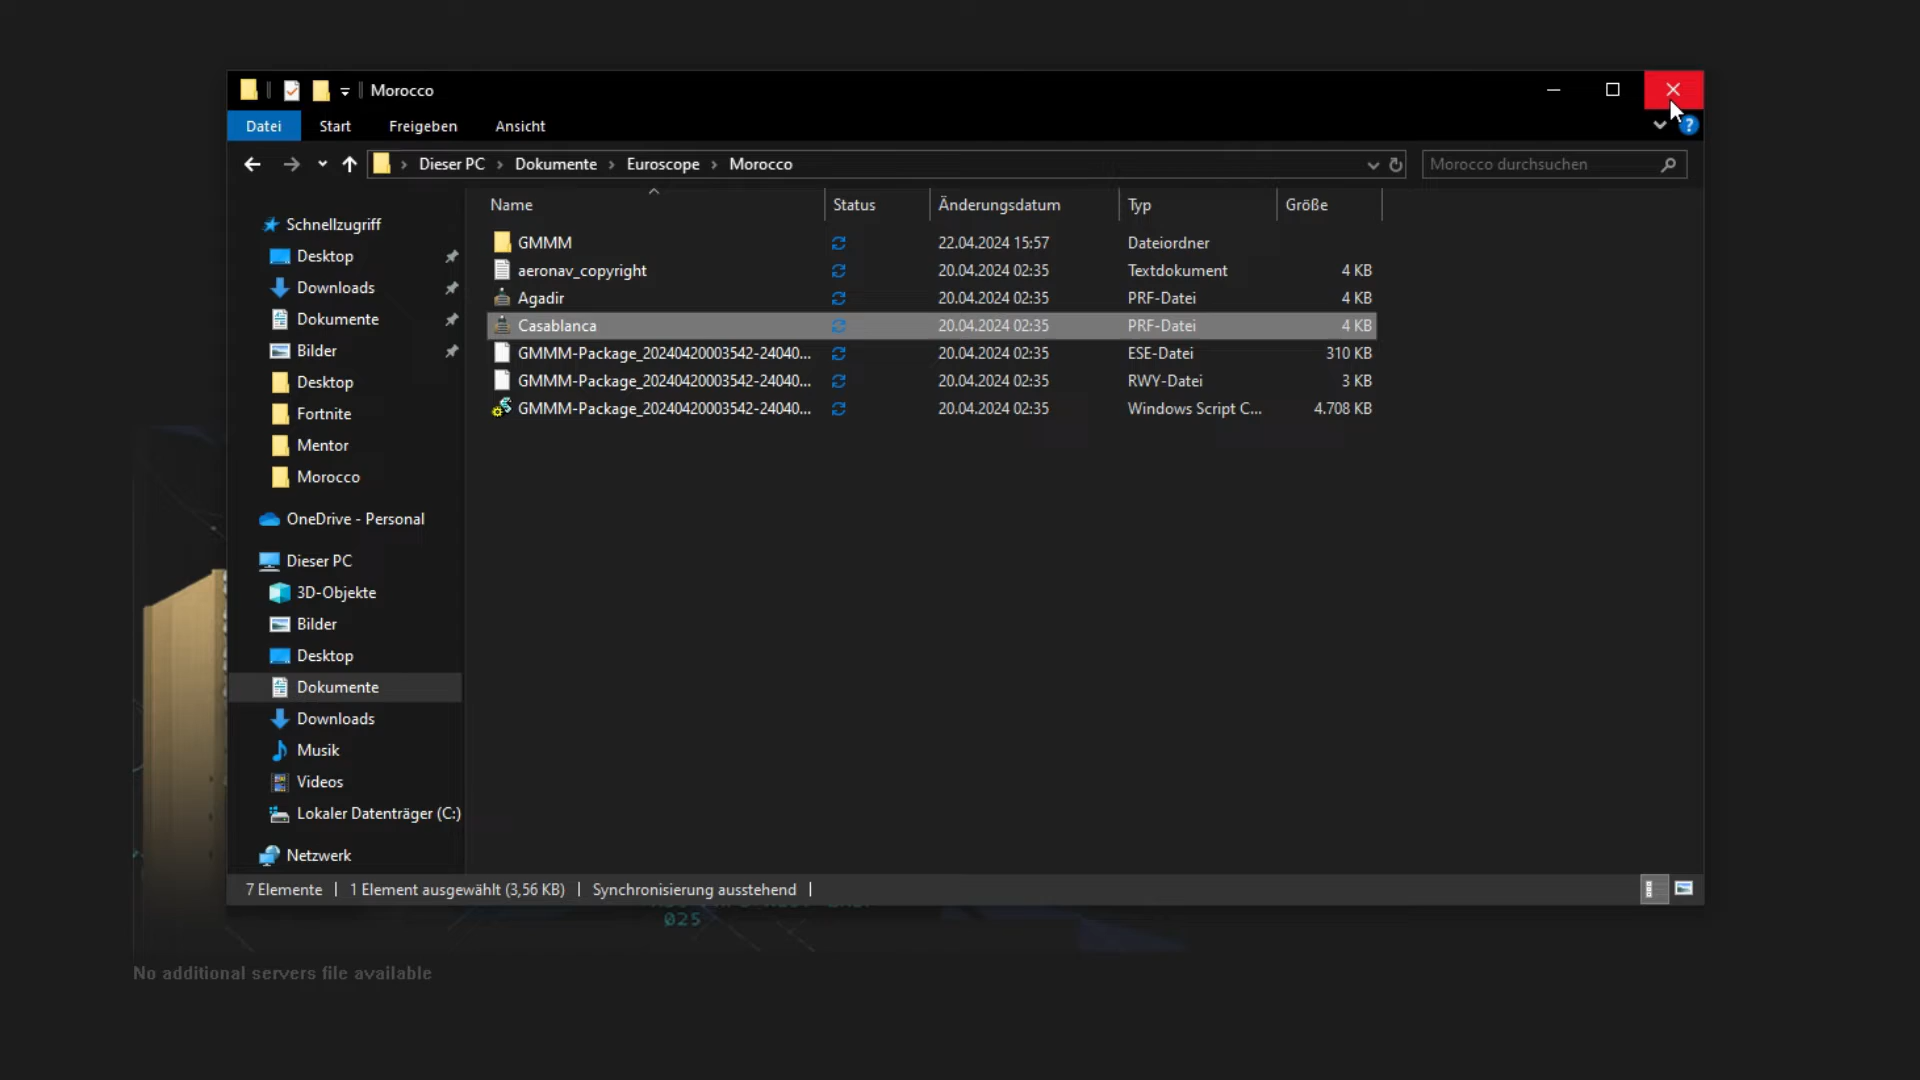 Morocco
Datei Start Freigeben Ansicht
Dieser PC Dokumente Euroscope Morocco
Morocco durchsuchen
Name Status Änderungsdatum Typ Größe
GMMM 22.04.2024 15:57 Dateiordner
aeronav_copyright 20.04.2024 02:35 Textdokument 4 KB
Agadir 20.04.2024 02:35 PRF-Datei 4 KB
Casablanca 20.04.2024 02:35 PRF-Datei 4 KB
GMMM-Package_20240420003542-24040... 20.04.2024 02:35 ESE-Datei 310 KB
GMMM-Package_20240420003542-24040... 20.04.2024 02:35 RWY-Datei 3 KB
GMMM-Package_20240420003542-24040... 20.04.2024 02:35 Windows Script C... 4.708 KB
Schnellzugriff
Desktop
Downloads
Dokumente
Bilder
Desktop
Fortnite
Mentor
Morocco
OneDrive - Personal
Dieser PC
3D-Objekte
Bilder
Desktop
Dokumente
Downloads
Musik
Videos
Lokaler Datenträger (C:)
Netzwerk
7 Elemente 1 Element ausgewählt (3,56 KB) Synchronisierung ausstehend
025
No additional servers file available